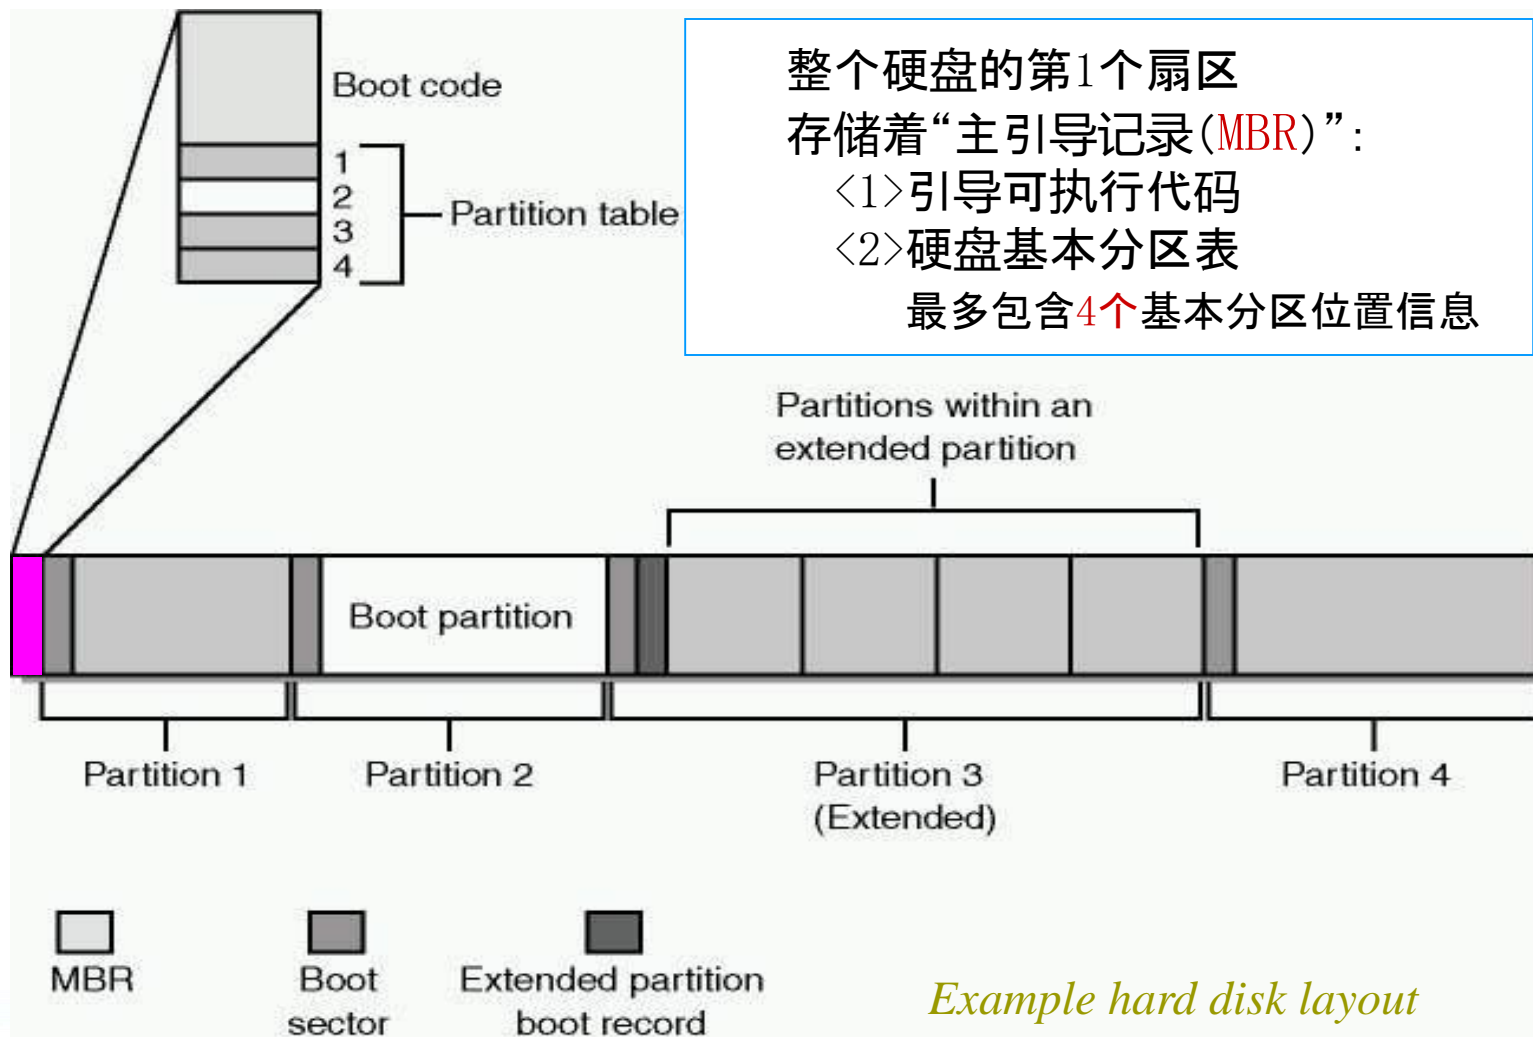 Boot code
1
2
3
4
Partition table
整个硬盘的第1个扇区
存储着“主引导记录(MBR)”:
<1>引导可执行代码
<2>硬盘基本分区表
最多包含4个基本分区位置信息
Partitions within an
extended partition
Boot partition
Partition 1
Partition 2
Partition 3
(Extended)
Partition 4
MBR
Boot
sector
Extended partition
boot record
Example hard disk layout